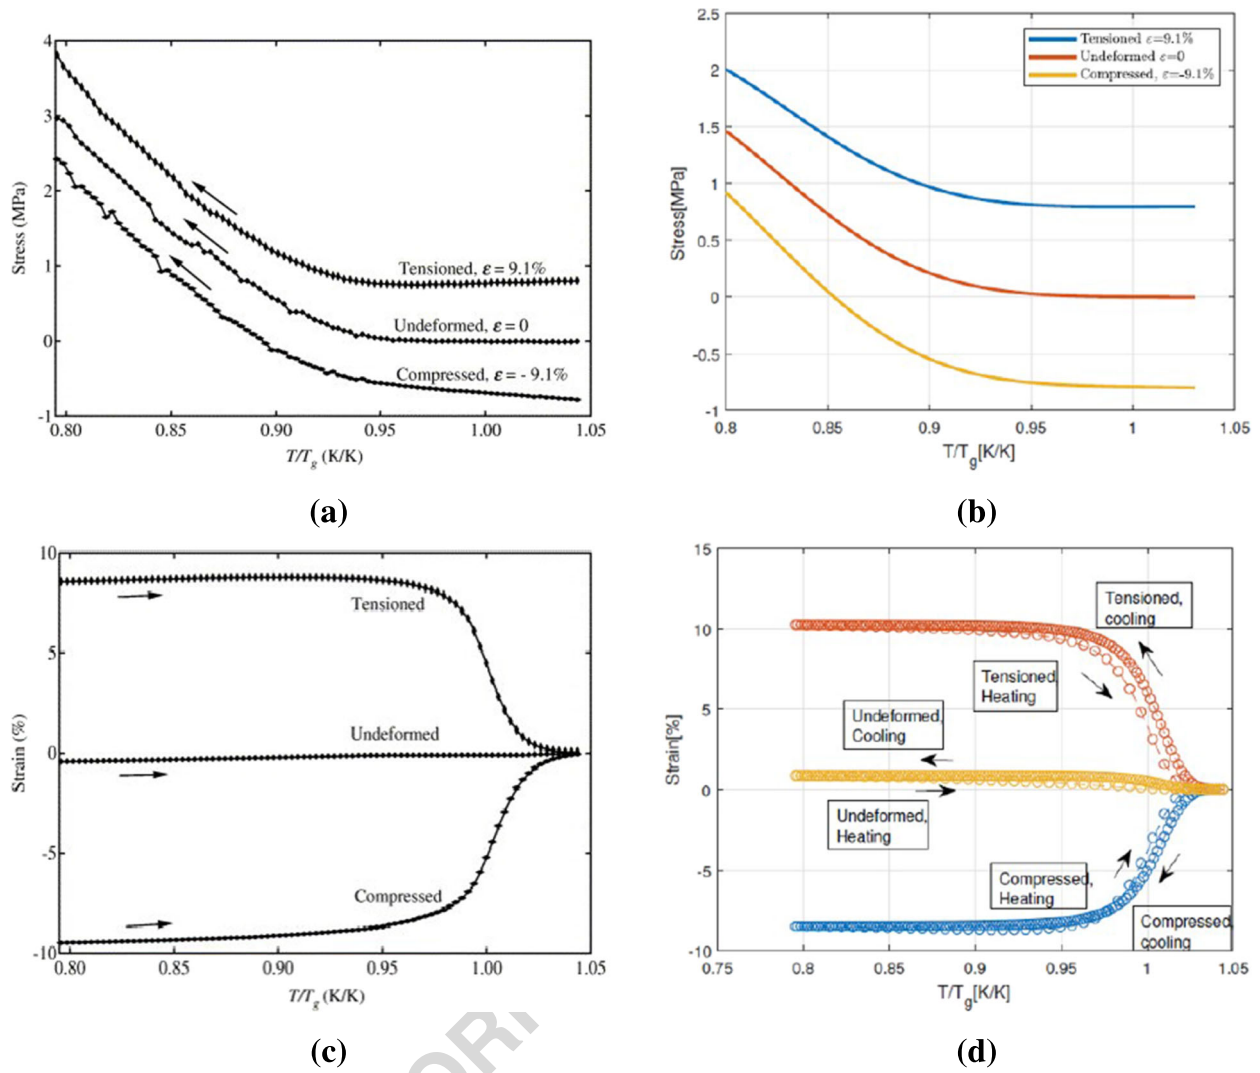 4
3
2
1
0
-1
0.80
0.85
0.90
0.95
1.00
1.05
Stress (MPa)
T/Tg (K/K)
Tensioned, ε = 9.1%
Undeformed, ε = 0
Compressed, ε = - 9.1%
(a)
2.5
2
1.5
1
0.5
0
-0.5
-1
0.8
0.85
0.9
0.95
1
1.05
Stress[MPa]
T/Tg[K/K]
Tensioned ε=9.1%
Undeformed ε=0
Compressed, ε=-9.1%
(b)
10
5
0
-5
-10
0.80
0.85
0.90
0.95
1.00
1.05
Strain (%)
T/Tg (K/K)
Tensioned
Undeformed
Compressed
(c)
15
10
5
0
-5
-10
0.75
0.8
0.85
0.9
0.95
1
1.05
Strain[%]
T/Tg[K/K]
Tensioned,
cooling
Tensioned,
Heating
Undeformed,
Cooling
Undeformed,
Heating
Compressed,
Heating
Compressed,
cooling
(d)